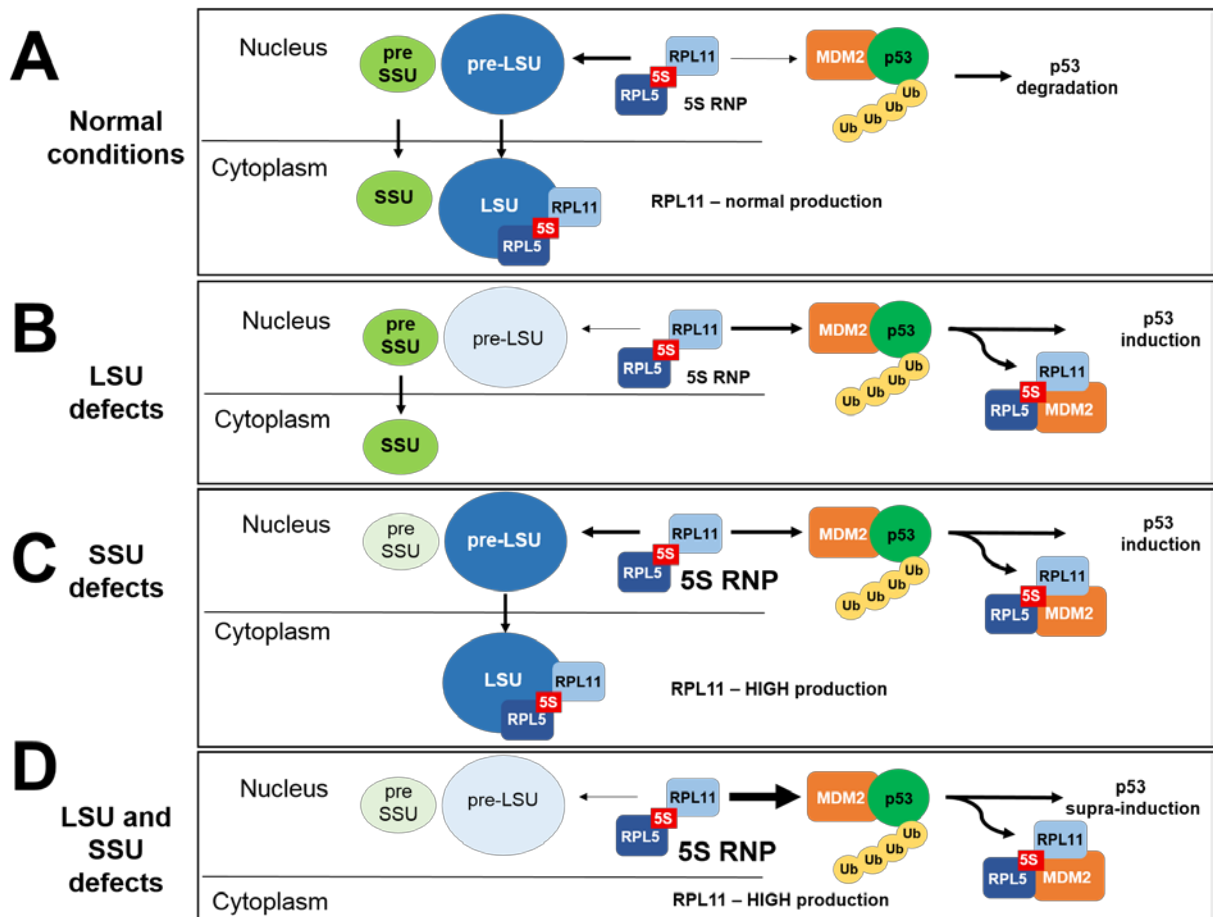 A
Normal
conditions
Nucleus
pre
SSU
pre-LSU
RPL11
5S
RPL5
5S RNP
MDM2
p53
Ub
Ub
Ub
Ub
p53
degradation
Cytoplasm
SSU
LSU
RPL11
5S
RPL5
RPL11 – normal production
B
LSU
defects
Nucleus
pre
SSU
pre-LSU
RPL11
5S
RPL5
5S RNP
MDM2
p53
Ub
Ub
Ub
Ub
p53
induction
RPL11
5S
RPL5
MDM2
Cytoplasm
SSU
C
SSU
defects
Nucleus
pre
SSU
pre-LSU
RPL11
5S
RPL5
5S RNP
MDM2
p53
Ub
Ub
Ub
Ub
p53
induction
RPL11
5S
RPL5
MDM2
Cytoplasm
LSU
RPL11
5S
RPL5
RPL11 – HIGH production
D
LSU and
SSU
defects
Nucleus
pre
SSU
pre-LSU
RPL11
5S
RPL5
5S RNP
MDM2
p53
Ub
Ub
Ub
Ub
p53
supra-induction
RPL11
5S
RPL5
MDM2
Cytoplasm
RPL11 – HIGH production